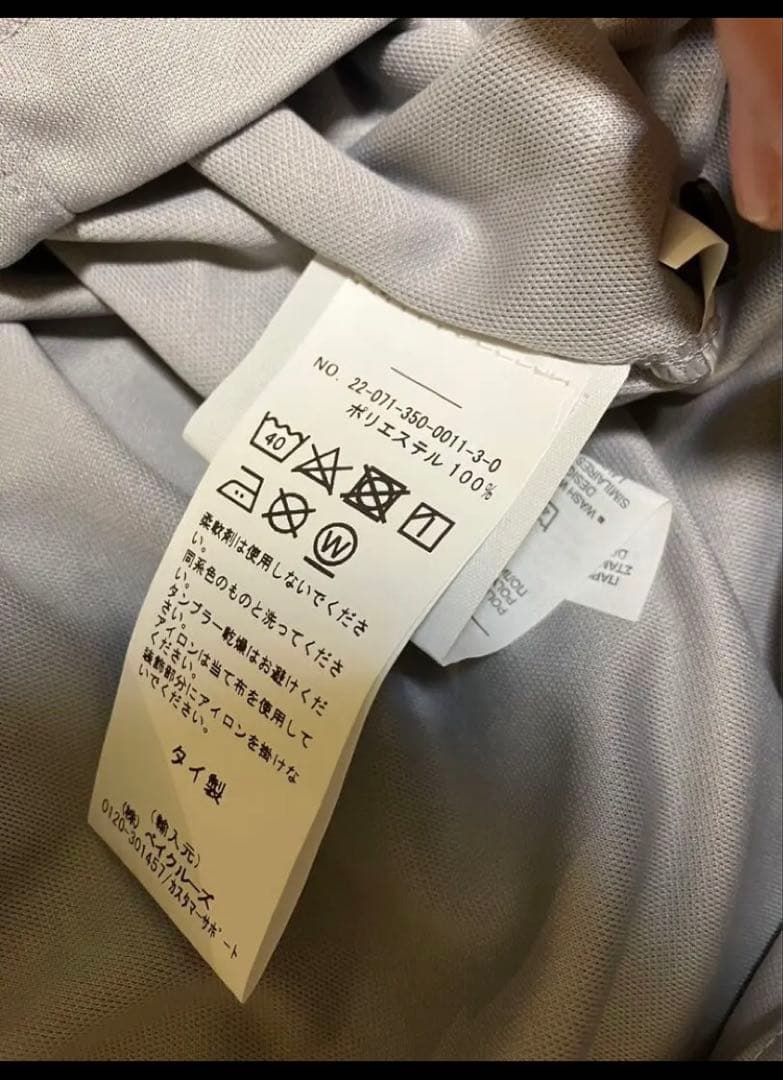 NO. 22-071-350-0011-3-0
ポリエステル 100%
40
W
柔軟剤は使用しないでくださ
い。
同系色のものと洗ってくださ
い。
タンブラー乾燥はお避けくだ
さい。
アイロンは当て布を使用して
ください。
装飾部分にアイロンを掛けな
いでください。
タイ製
(輸入元)
(株) ベイクルーズ
0120-301457/カスタマーサポート
WASH
DES
SIMILAIRES